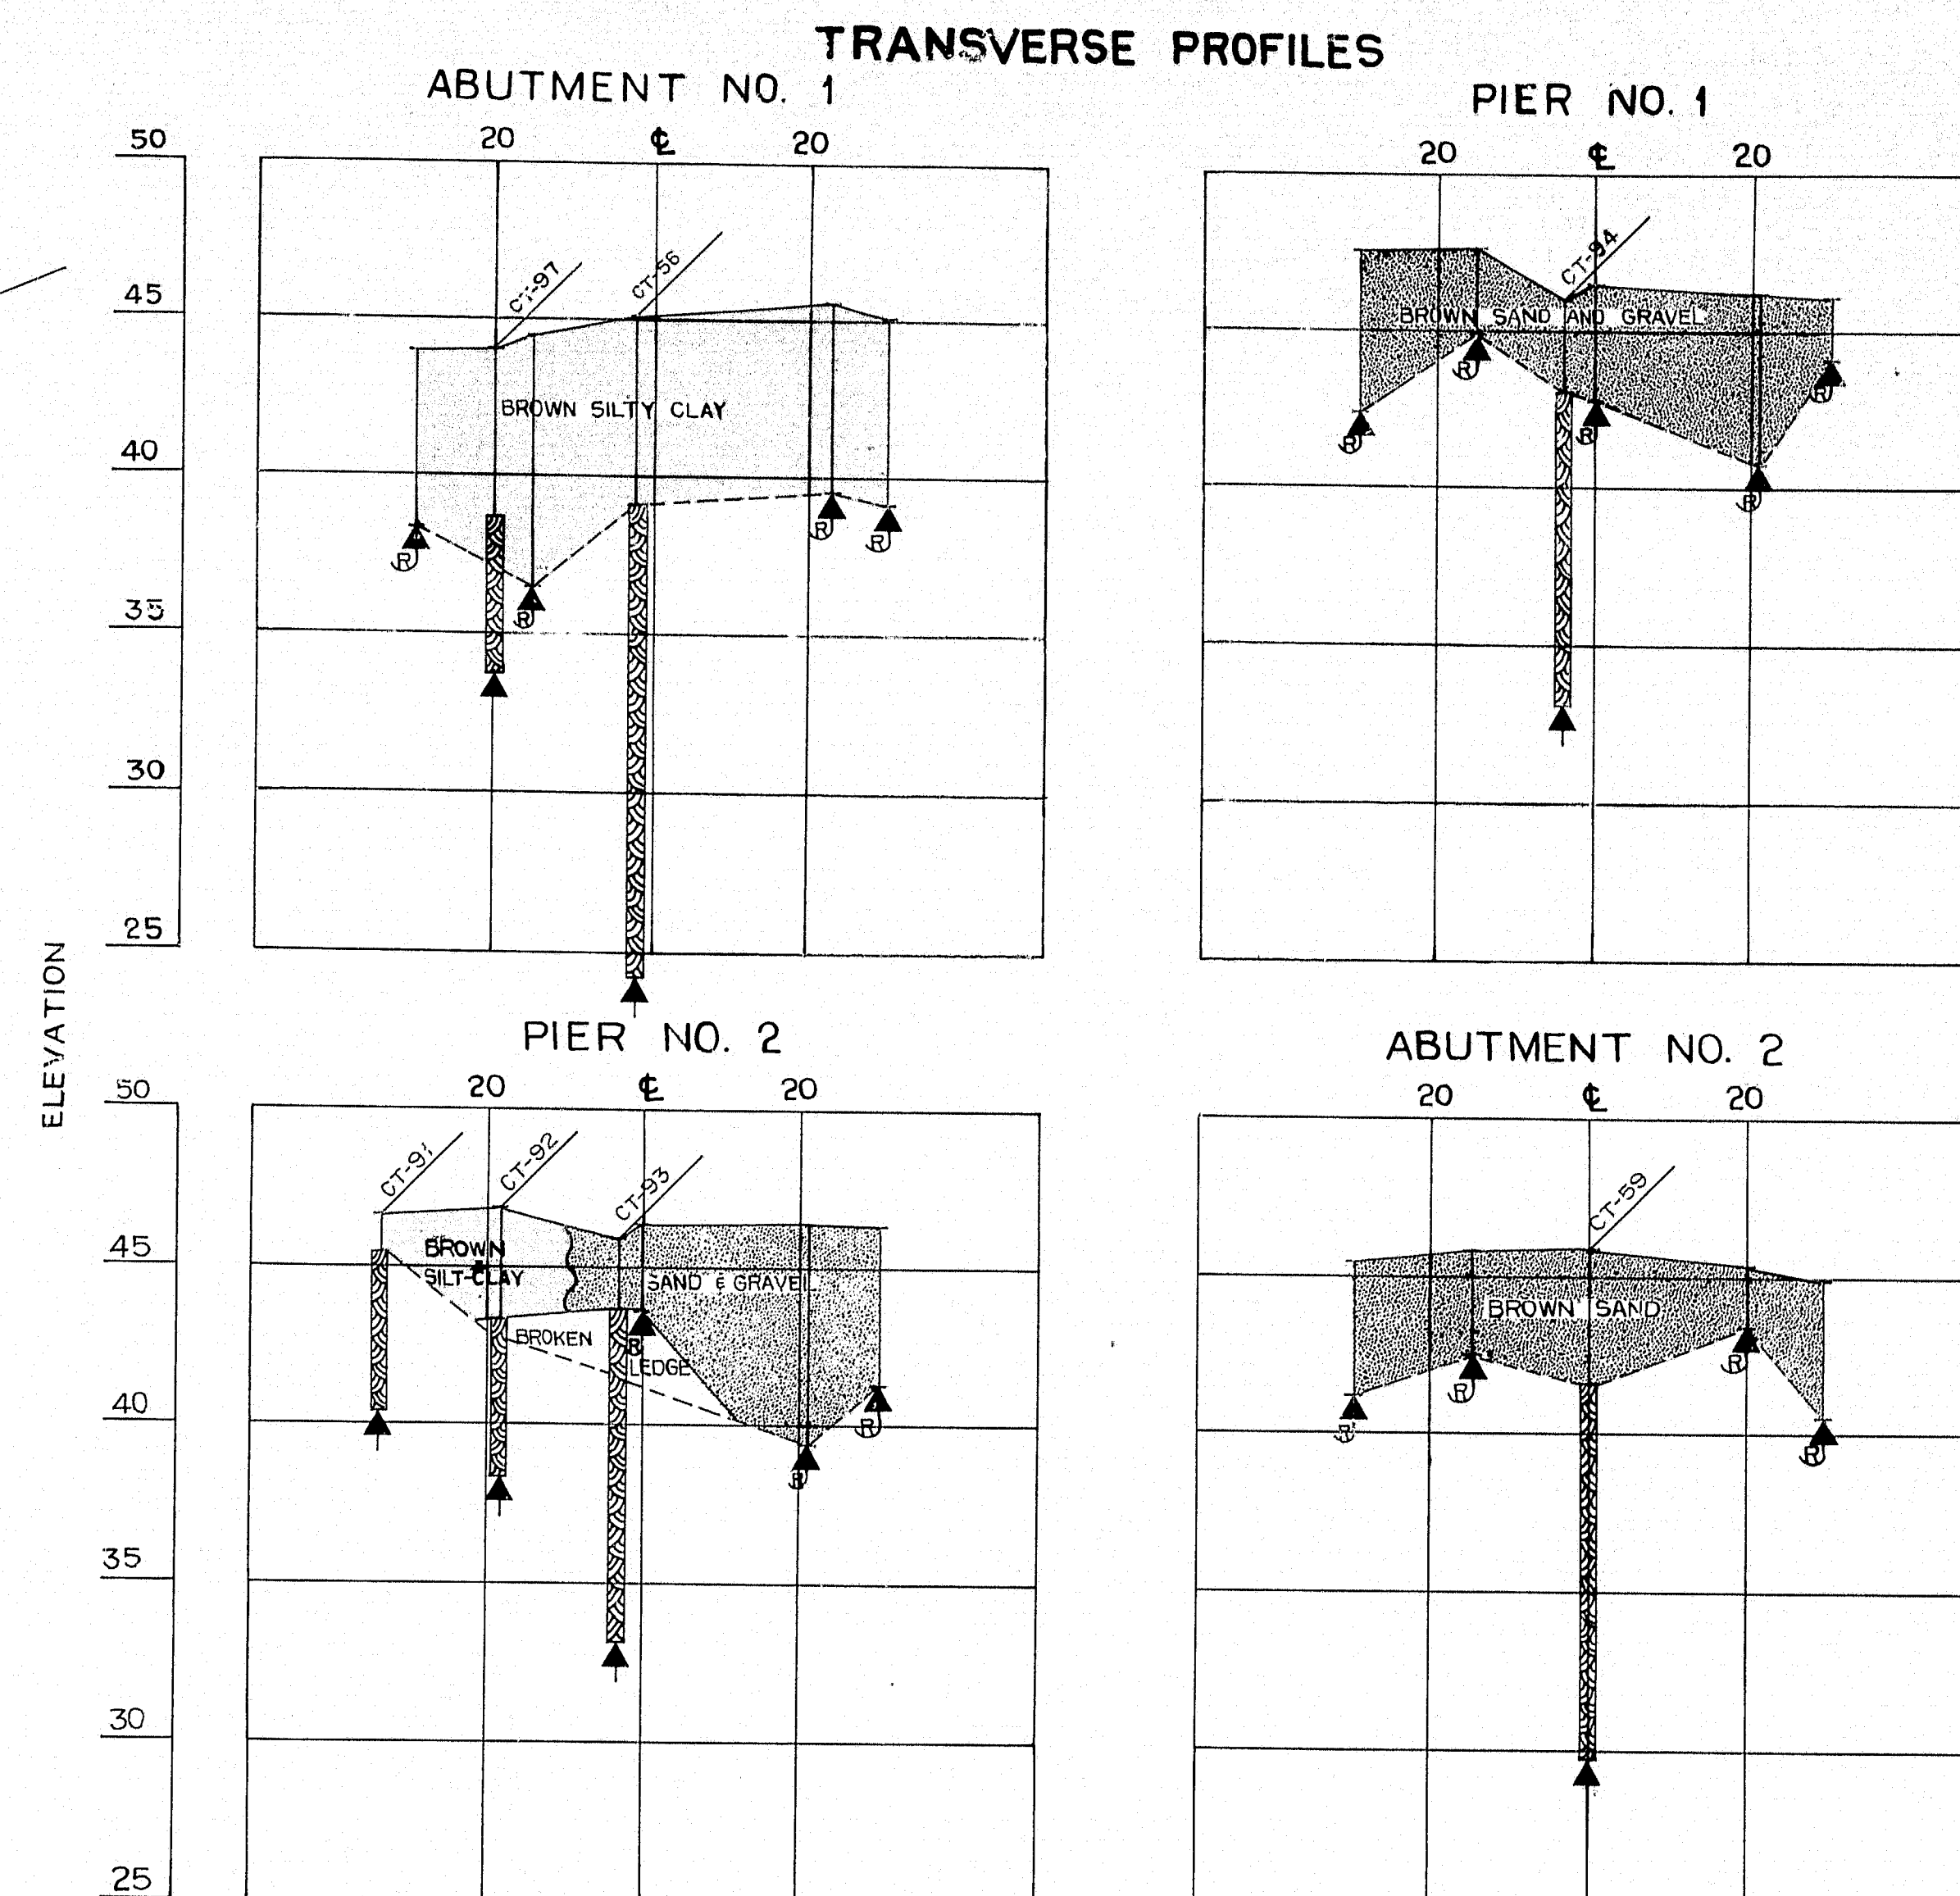 TRANSVERSE PROFILES
ABUTMENT NO. 1
20 ℄ 20
50
45
40
35
30
25
CT-97
CT-56
BROWN SILTY CLAY
R
R
R
R
PIER NO. 1
20 ℄ 20
CT-94
BROWN SAND AND GRAVEL
R
R
R
R
R
ELEVATION
PIER NO. 2
20 ℄ 20
50
45
40
35
30
25
CT-91
CT-92
CT-93
BROWN
SILT-CLAY
SAND & GRAVEL
BROKEN
LEDGE
R
R
R
ABUTMENT NO. 2
20 ℄ 20
CT-59
BROWN SAND
R
R
R
R